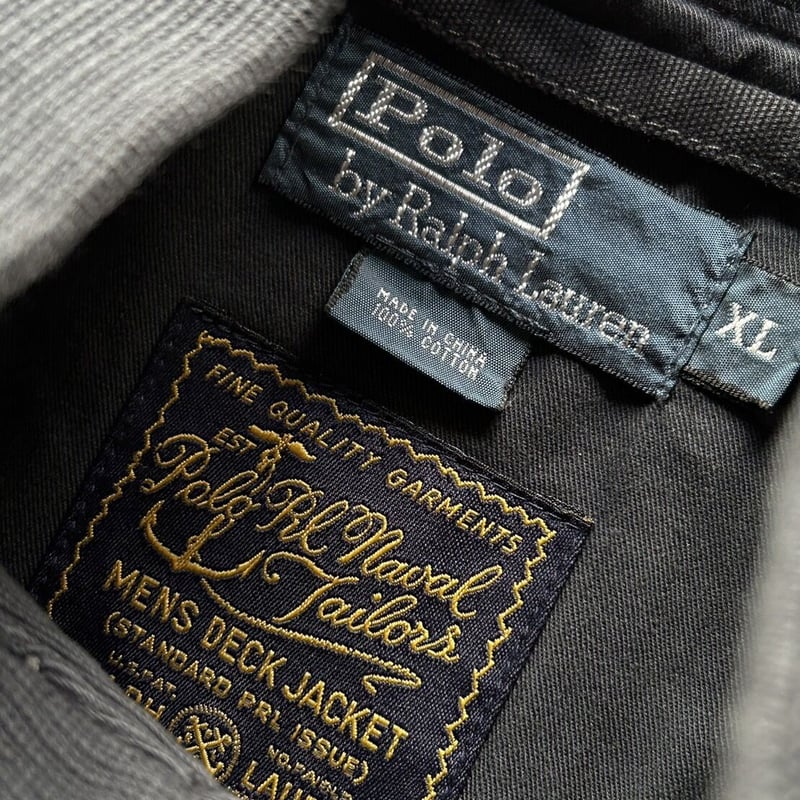 Polo
by Ralph Lauren
XL
MADE IN CHINA
100% COTTON
FINE QUALITY GARMENTS
EST
Polo Rl Naval
Tailors
MENS DECK JACKET
(STANDARD PRL ISSUE)
U.S. PAT.